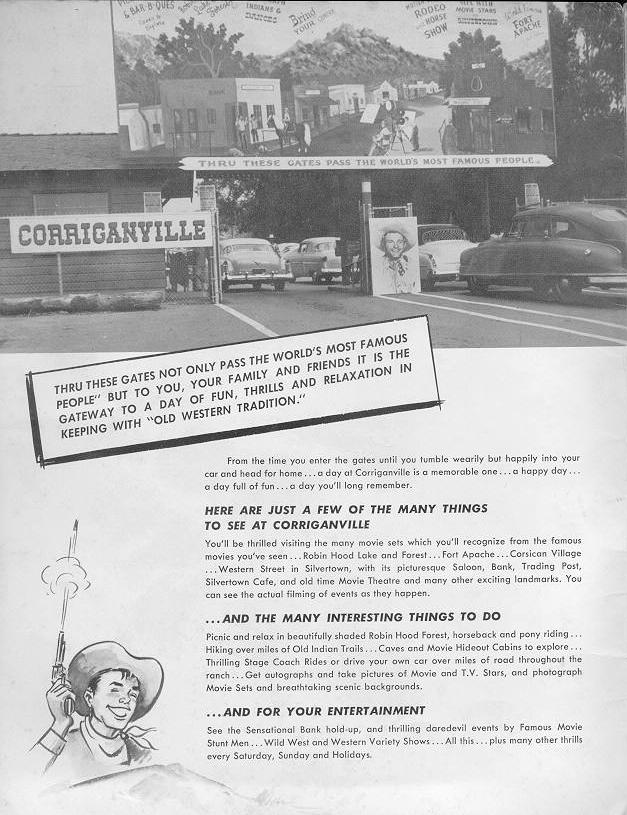 & BAR-B-QUES
INDIANS &
DANCES
Bring
YOUR
RODEO
and HORSE
SHOW
MOVIE STARS
FORT
APACHE
BANK
THRU THESE GATES PASS THE WORLD'S MOST FAMOUS PEOPLE.
CORRIGANVILLE
THRU THESE GATES NOT ONLY PASS THE WORLD'S MOST FAMOUS
PEOPLE" BUT TO YOU, YOUR FAMILY AND FRIENDS IT IS THE
GATEWAY TO A DAY OF FUN, THRILLS AND RELAXATION IN
KEEPING WITH "OLD WESTERN TRADITION."
From the time you enter the gates until you tumble wearily but happily into your
car and head for home...a day at Corriganville is a memorable one...a happy day...
a day full of fun...a day you'll long remember.
HERE ARE JUST A FEW OF THE MANY THINGS
TO SEE AT CORRIGANVILLE
You'll be thrilled visiting the many movie sets which you'll recognize from the famous
movies you've seen...Robin Hood Lake and Forest...Fort Apache...Corsican Village
...Western Street in Silvertown, with its picturesque Saloon, Bank, Trading Post,
Silvertown Cafe, and old time Movie Theatre and many other exciting landmarks. You
can see the actual filming of events as they happen.
...AND THE MANY INTERESTING THINGS TO DO
Picnic and relax in beautifully shaded Robin Hood Forest, horseback and pony riding...
Hiking over miles of Old Indian Trails...Caves and Movie Hideout Cabins to explore...
Thrilling Stage Coach Rides or drive your own car over miles of road throughout the
ranch...Get autographs and take pictures of Movie and T.V. Stars, and photograph
Movie Sets and breathtaking scenic backgrounds.
...AND FOR YOUR ENTERTAINMENT
See the Sensational Bank hold-up, and thrilling daredevil events by Famous Movie
Stunt Men...Wild West and Western Variety Shows...All this...plus many other thrills
every Saturday, Sunday and Holidays.